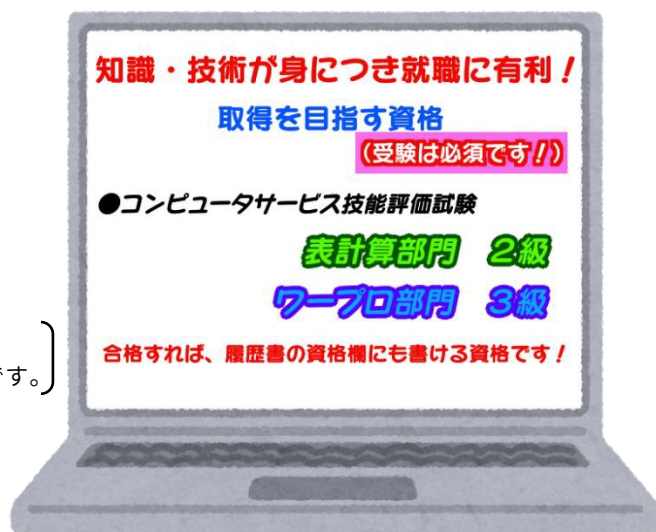 知識・技術が身につき就職に有利！
取得を目指す資格
（受験は必須です！）
●コンピュータサービス技能評価試験
表計算部門　２級
ワープロ部門　３級
合格すれば、履歴書の資格欄にも書ける資格です！
です。